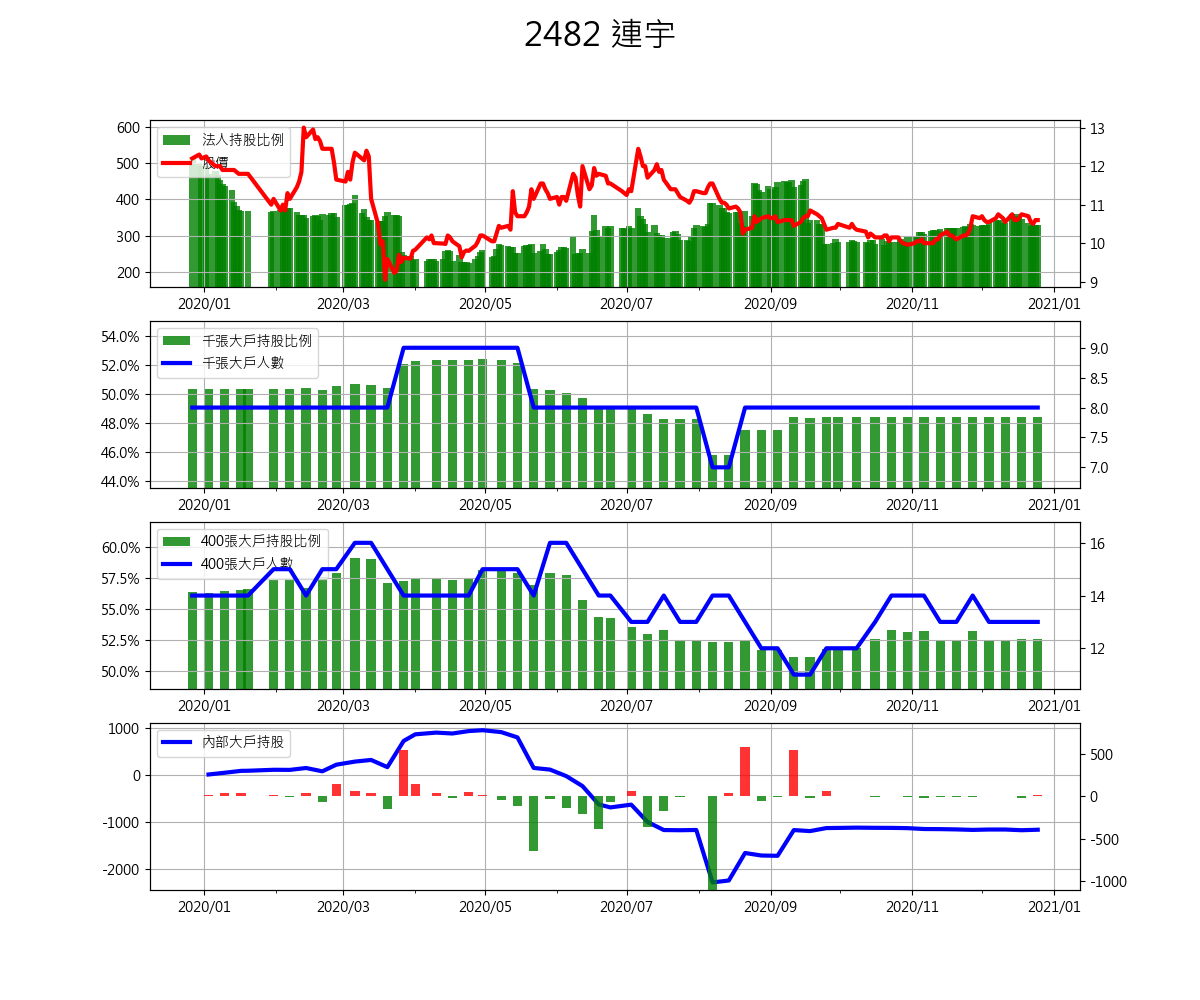 2482 連宇
600 法人持股比例 13
500 股價 12
400 11
300 10
200 9
2020/01 2020/03 2020/05 2020/07 2020/09 2020/11 2021/01
54.0% 千張大戶持股比例 9.0
52.0% 千張大戶人數 8.5
50.0% 8.0
48.0% 7.5
46.0% 7.0
44.0%
2020/01 2020/03 2020/05 2020/07 2020/09 2020/11 2021/01
60.0% 400張大戶持股比例 16
57.5% 400張大戶人數 14
55.0% 12
52.5%
50.0%
2020/01 2020/03 2020/05 2020/07 2020/09 2020/11 2021/01
1000 內部大戶持股 500
0 0
-1000 -500
-2000 -1000
2020/01 2020/03 2020/05 2020/07 2020/09 2020/11 2021/01